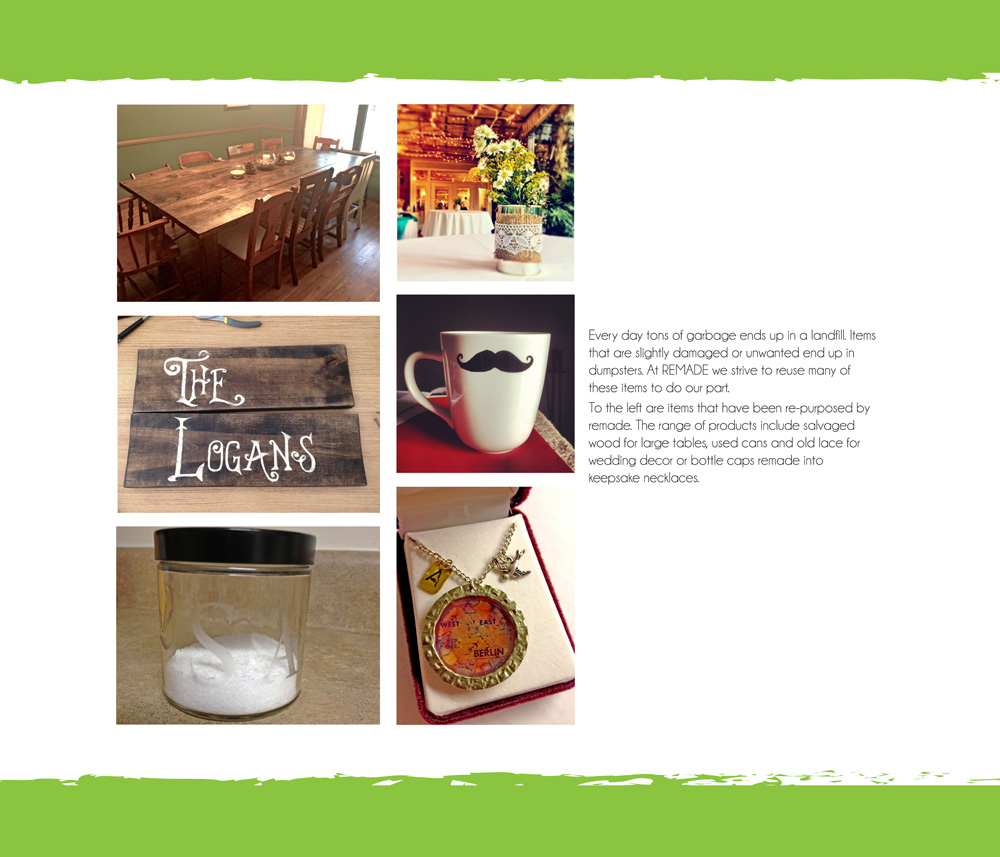 THE
LOGANS
S A
A
WEST EAST
BERLIN
Every day tons of garbage ends up in a landfill. Items
that are slightly damaged or unwanted end up in
dumpsters. At REMADE we strive to reuse many of
these items to do our part.
To the left are items that have been re-purposed by
remade. The range of products include salvaged
wood for large tables, used cans and old lace for
wedding decor or bottle caps remade into
keepsake necklaces.